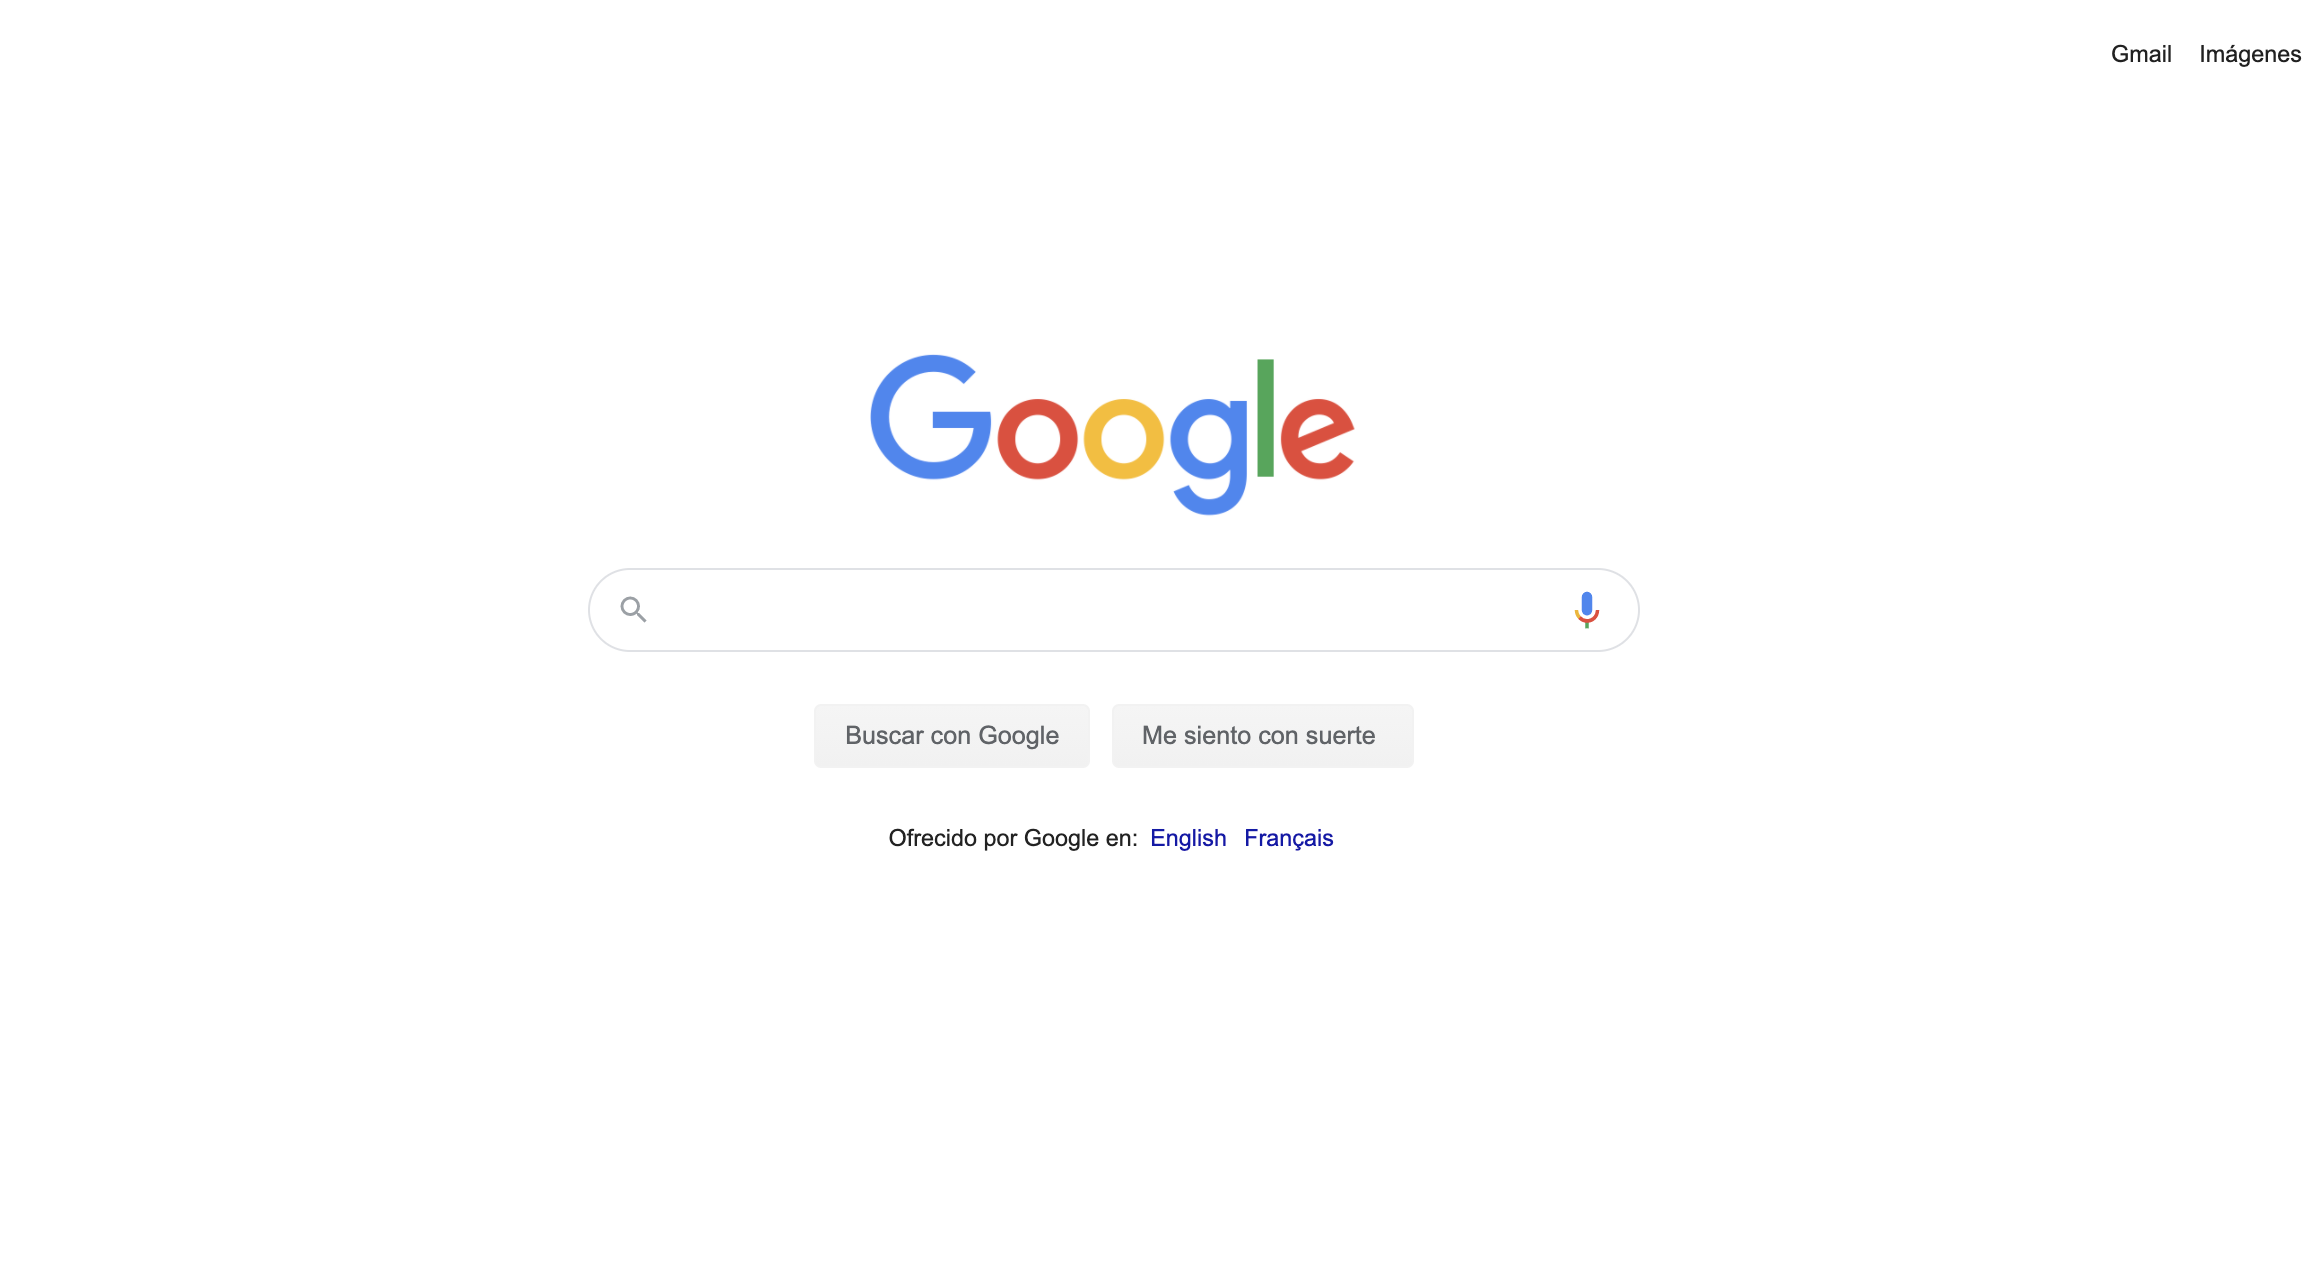 Gmail Imágenes
Google
Buscar con Google Me siento con suerte
Ofrecido por Google en: English Français